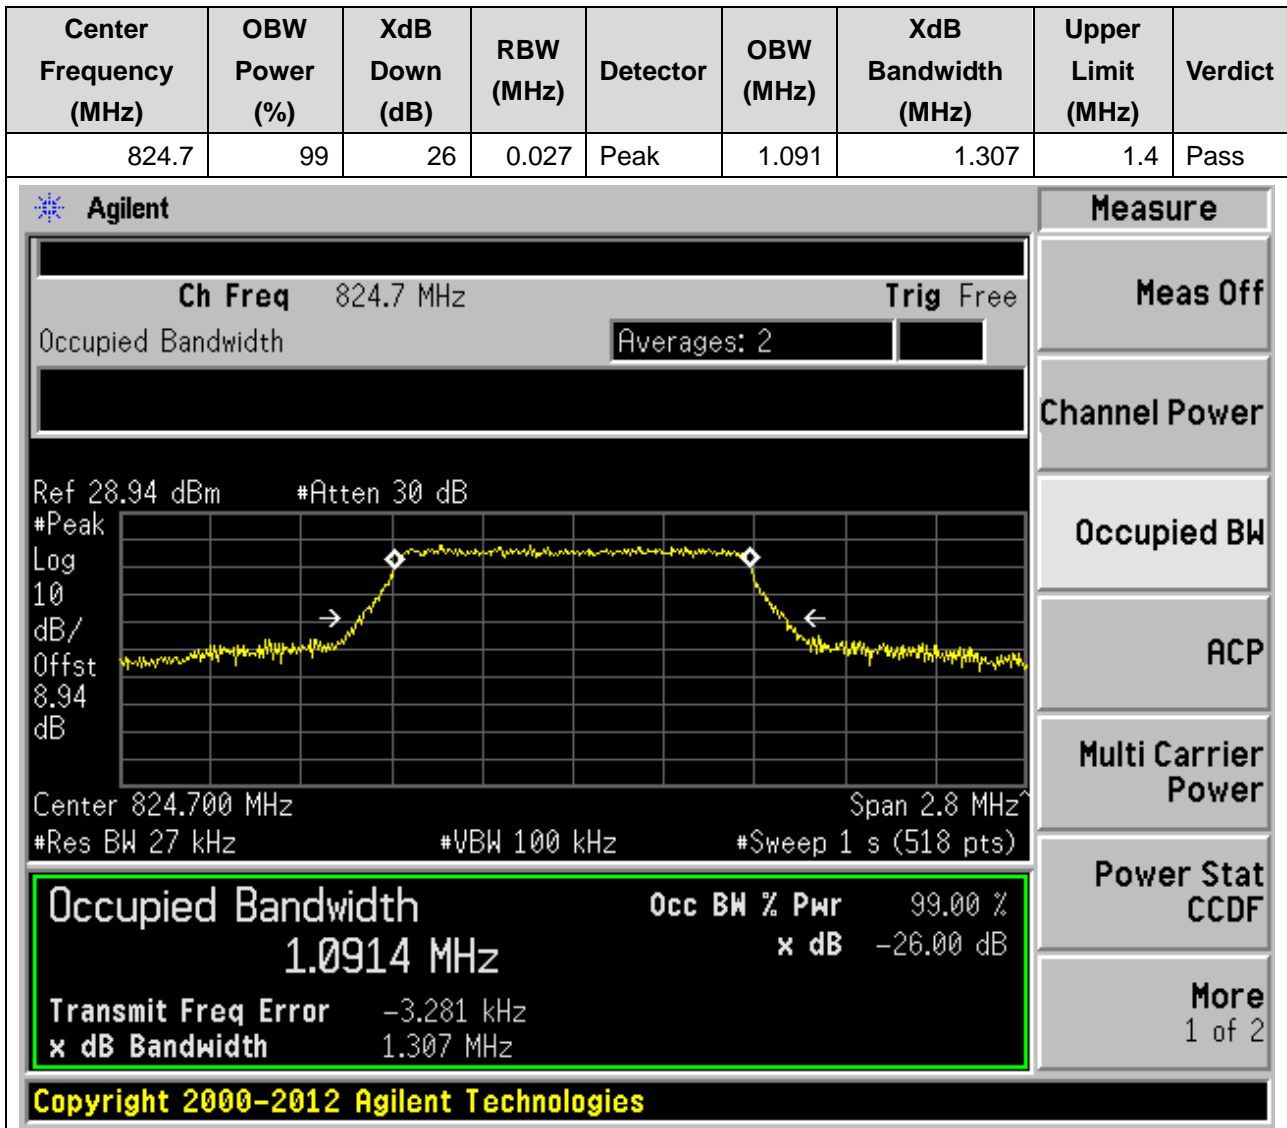 Center Frequency (MHz) OBW Power (%) XdB Down (dB) RBW (MHz) Detector OBW (MHz) XdB Bandwidth (MHz) Upper Limit (MHz) Verdict
824.7 99 26 0.027 Peak 1.091 1.307 1.4 Pass
Agilent
Measure
Ch Freq 824.7 MHz Trig Free
Occupied Bandwidth Averages: 2
Ref 28.94 dBm #Atten 30 dB
#Peak
Log
10
dB/
Offst
8.94
dB
Center 824.700 MHz Span 2.8 MHz^
#Res BW 27 kHz #VBW 100 kHz #Sweep 1 s (518 pts)
Occupied Bandwidth Occ BW % Pwr 99.00 %
1.0914 MHz x dB -26.00 dB
Transmit Freq Error -3.281 kHz
x dB Bandwidth 1.307 MHz
Meas Off
Channel Power
Occupied BW
ACP
Multi Carrier
Power
Power Stat
CCDF
More
1 of 2
Copyright 2000-2012 Agilent Technologies